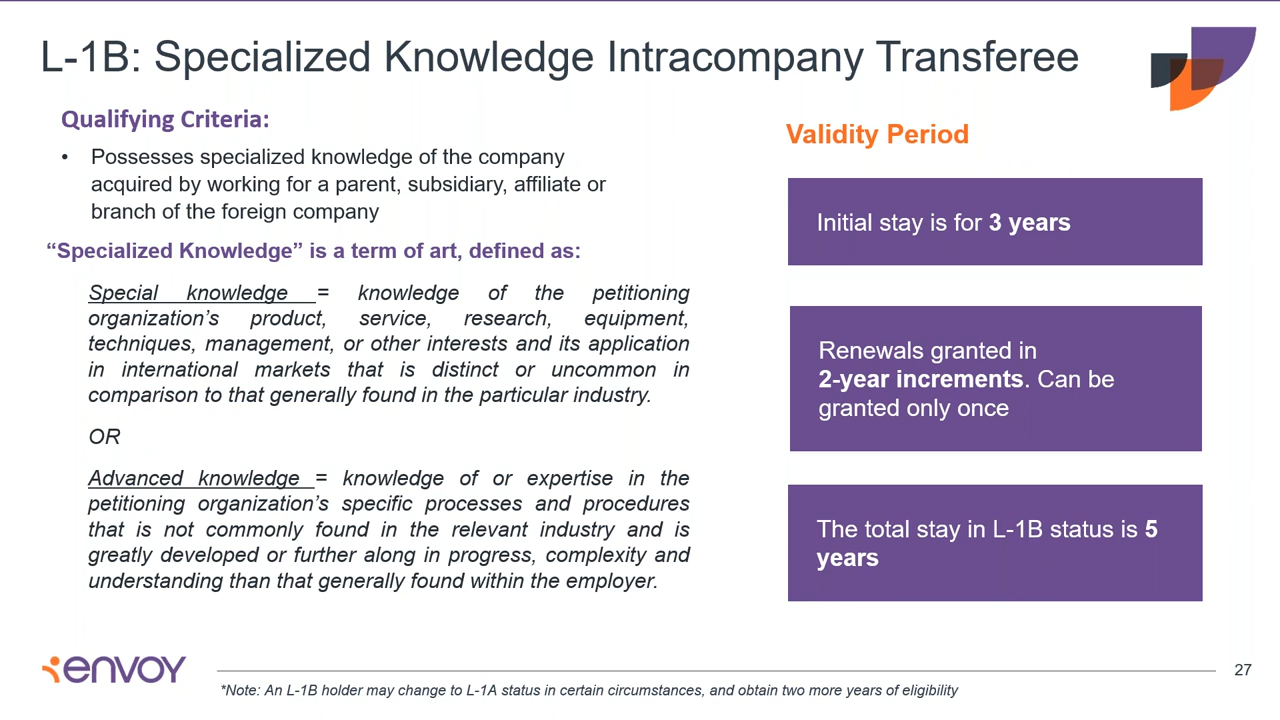 L-1B: Specialized Knowledge Intracompany Transferee
Qualifying Criteria:
• Possesses specialized knowledge of the company
acquired by working for a parent, subsidiary, affiliate or
branch of the foreign company
“Specialized Knowledge” is a term of art, defined as:
Special knowledge = knowledge of the petitioning
organization’s product, service, research, equipment,
techniques, management, or other interests and its application
in international markets that is distinct or uncommon in
comparison to that generally found in the particular industry.
OR
Advanced knowledge = knowledge of or expertise in the
petitioning organization’s specific processes and procedures
that is not commonly found in the relevant industry and is
greatly developed or further along in progress, complexity and
understanding than that generally found within the employer.
Validity Period
Initial stay is for 3 years
Renewals granted in
2-year increments. Can be
granted only once
The total stay in L-1B status is 5
years
envoy
27
*Note: An L-1B holder may change to L-1A status in certain circumstances, and obtain two more years of eligibility